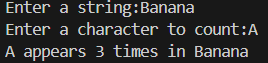 Enter a string:Banana
Enter a character to count:A
A appears 3 times in Banana